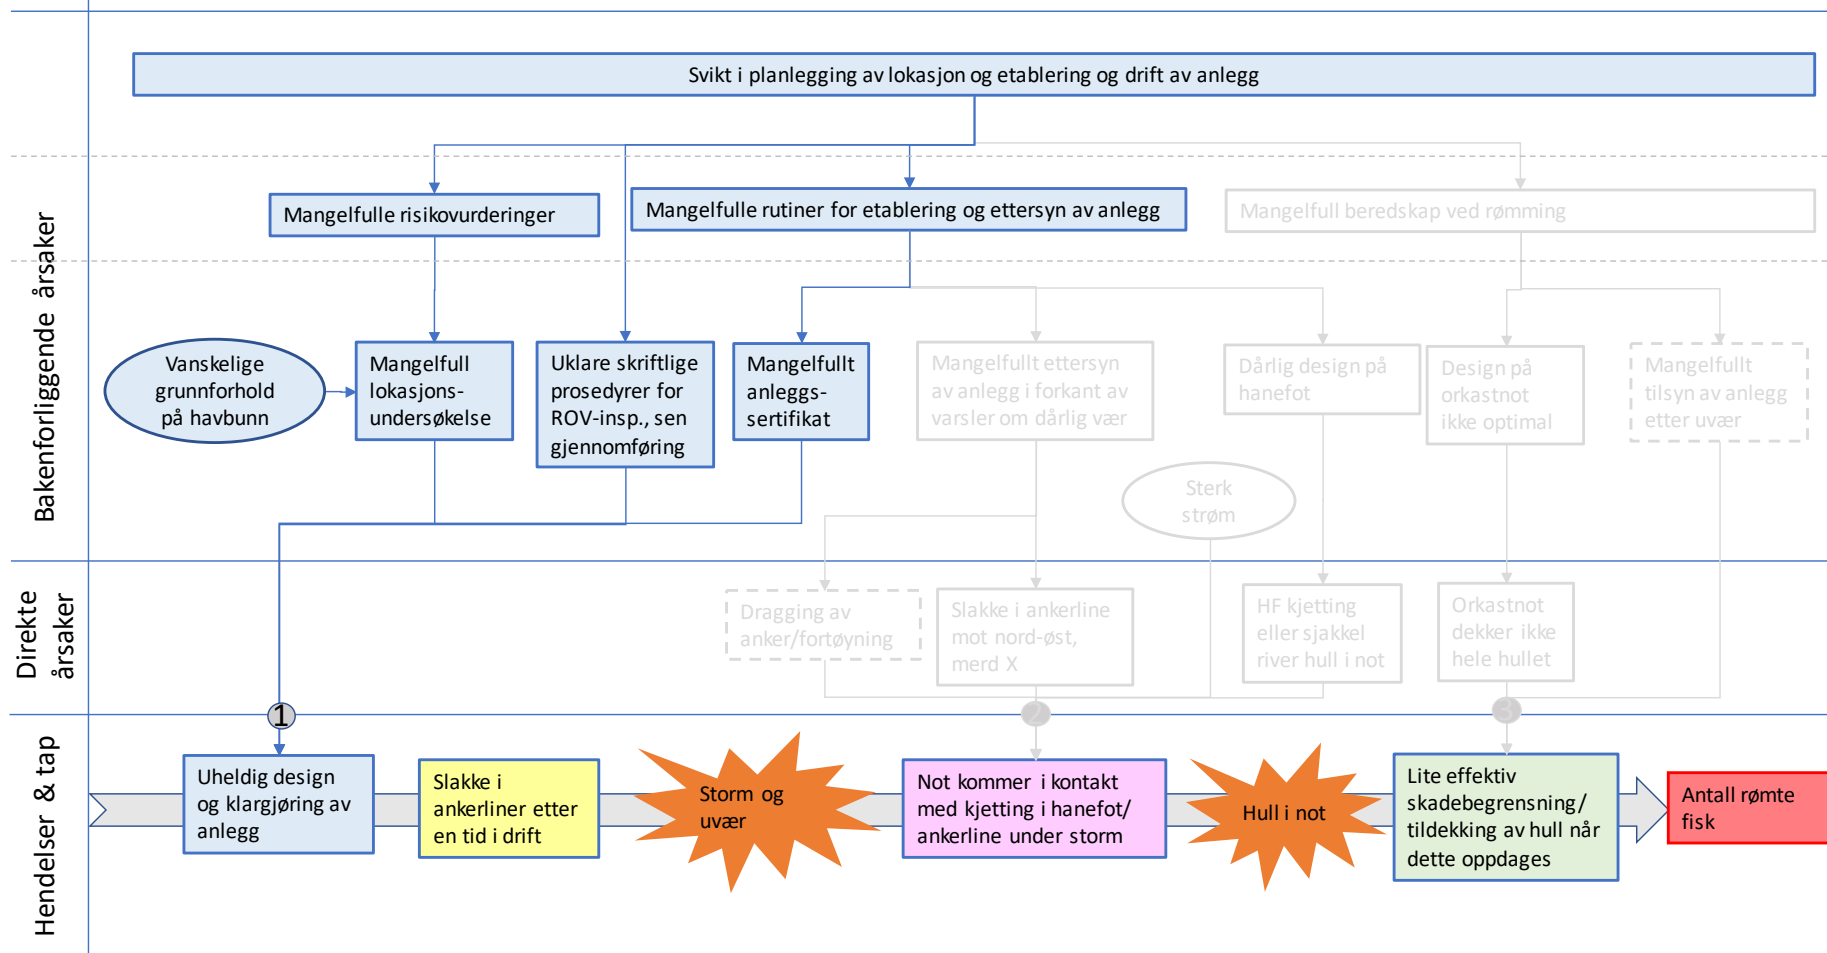 Svikt i planlegging av lokasjon og etablering og drift av anlegg
Bakenforliggende årsaker
Mangelfulle risikovurderinger
Mangelfulle rutiner for etablering og ettersyn av anlegg
Mangelfull beredskap ved rømming
Vanskelige
grunnforhold
på havbunn
Mangelfull
lokasjons-
undersøkelse
Uklare skriftlige
prosedyrer for
ROV-insp., sen
gjennomføring
Mangelfullt
anleggs-
sertifikat
Mangelfullt ettersyn
av anlegg i forkant av
varsler om dårlig vær
Dårlig design på
hanefot
Design på
orkastnot
ikke optimal
Mangelfullt
tilsyn av anlegg
etter uvær
Sterk
strøm
Direkte
årsaker
Dragging av
anker/fortøyning
Slakke i ankerline
mot nord-øst,
merd X
HF kjetting
eller sjakkel
river hull i not
Orkastnot
dekker ikke
hele hullet
1
2
3
Hendelser & tap
Uheldig design
og klargjøring av
anlegg
Slakke i
ankerliner etter
en tid i drift
Storm og
uvær
Not kommer i kontakt
med kjetting i hanefot/
ankerline under storm
Hull i not
Lite effektiv
skadebegrensning/
tildekking av hull når
dette oppdages
Antall rømte
fisk